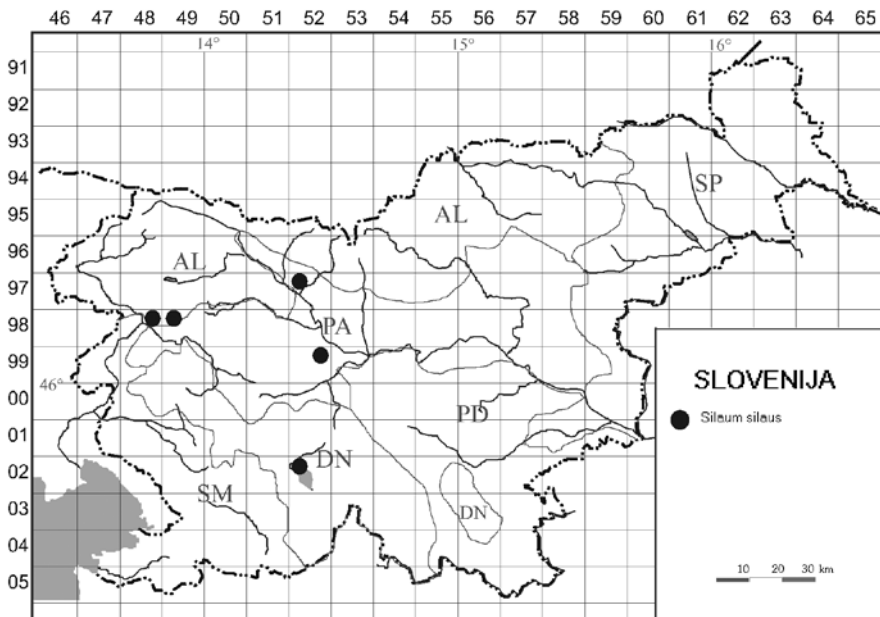 46 47 48 49 50 51 52 53 54 55 56 57 58 59 60 61 62 63 64 65
14° 15° 16°
91
92
93
94
SP
95
AL
96
AL
97
98
PA
99
46°
SLOVENIJA
00
PD
Silaum silaus
01
02
DN
03
SM
DN
04
05
10 20 30 km